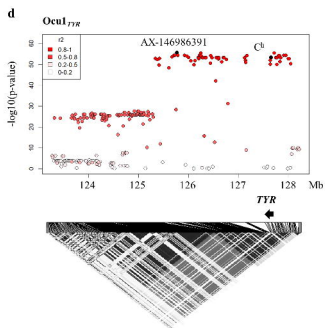 d
Ocu1TYR
r2
0.8-1
0.5-0.8
0.2-0.5
0-0.2
AX-146986391
Ch
-log10(p-value)
60
50
40
30
20
10
0
124 125 126 127 128 Mb
TYR